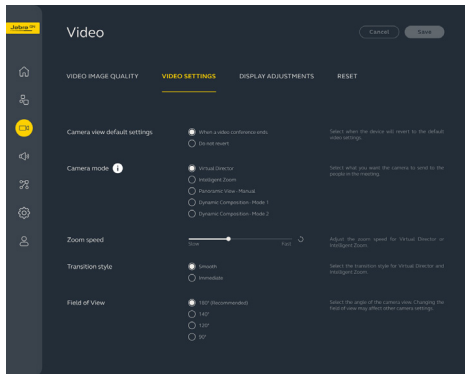 Jabra GN
Video
Cancel
Save
VIDEO IMAGE QUALITY
VIDEO SETTINGS
DISPLAY ADJUSTMENTS
RESET
Camera view default settings
When a video conference ends
Do not revert
Select when the device will revert to the default
video settings.
Camera mode
i
Virtual Director
Intelligent Zoom
Panoramic View - Manual
Dynamic Composition - Mode 1
Dynamic Composition - Mode 2
Select what you want the camera to send to the
people in the meeting.
Zoom speed
Slow
Fast
Adjust the zoom speed for Virtual Director or
Intelligent Zoom.
Transition style
Smooth
Immediate
Select the transition style for Virtual Director and
Intelligent Zoom.
Field of View
180° (Recommended)
140°
120°
90°
Select the angle of the camera view. Changing the
field of view may affect other camera settings.